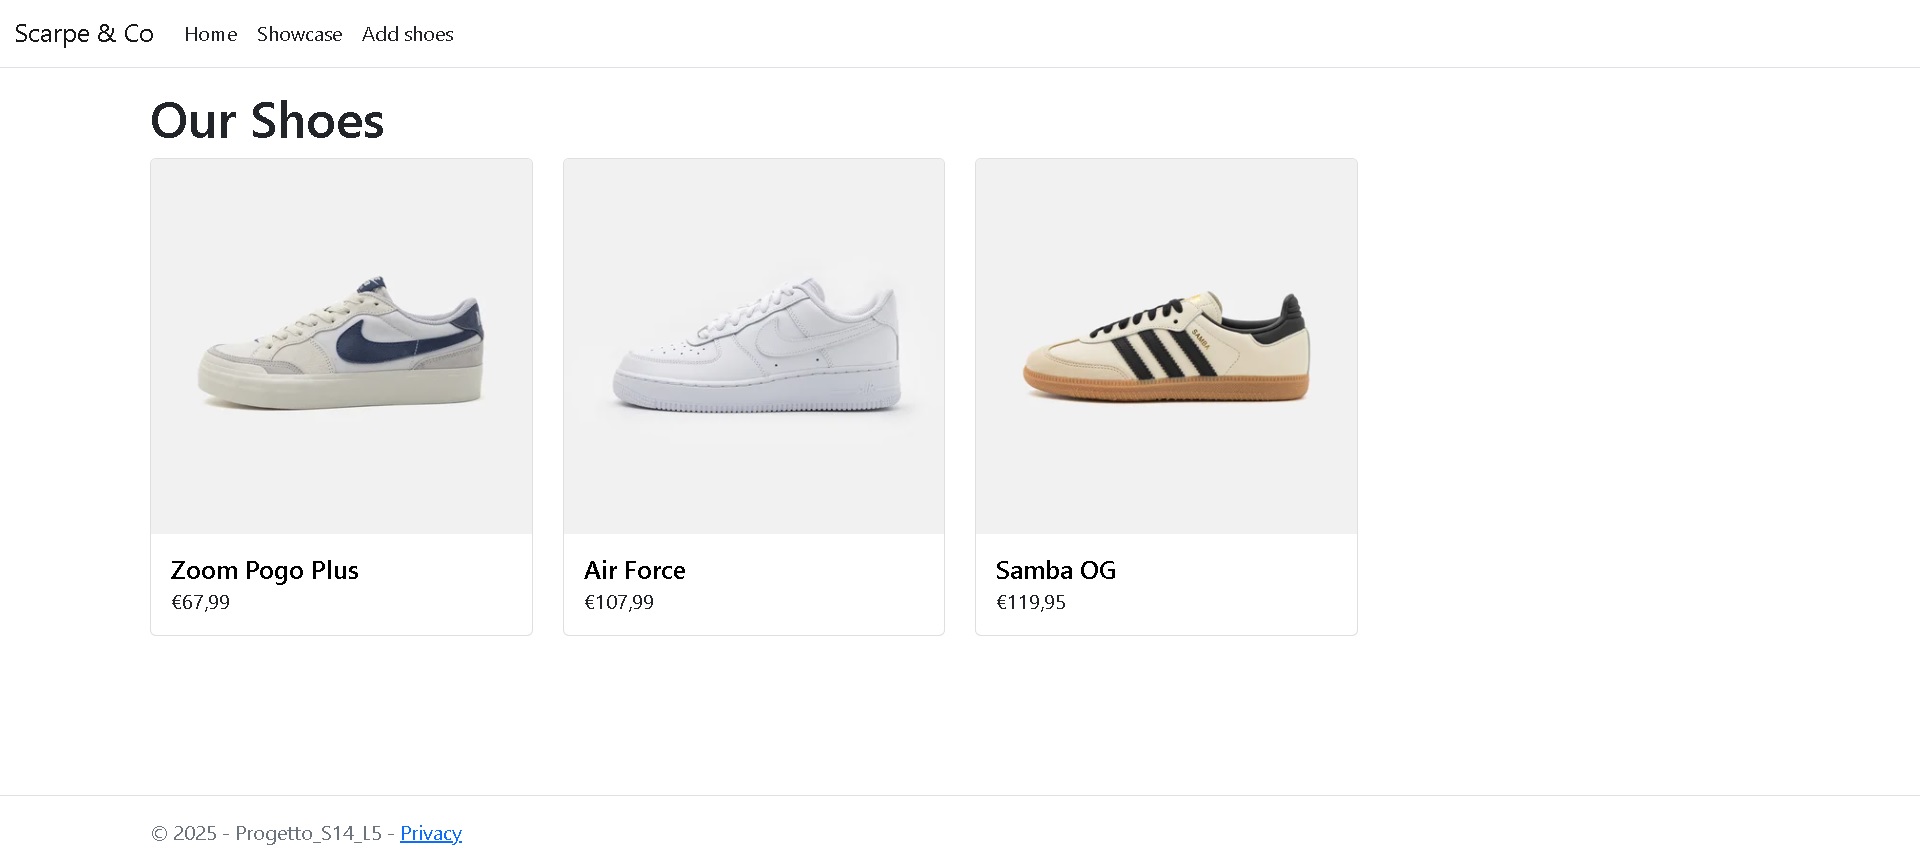 Scarpe & Co Home Showcase Add shoes
Our Shoes
SAMBA
Zoom Pogo Plus
€67,99
Air Force
€107,99
Samba OG
€119,95
© 2025 - Progetto_S14_L5 - Privacy